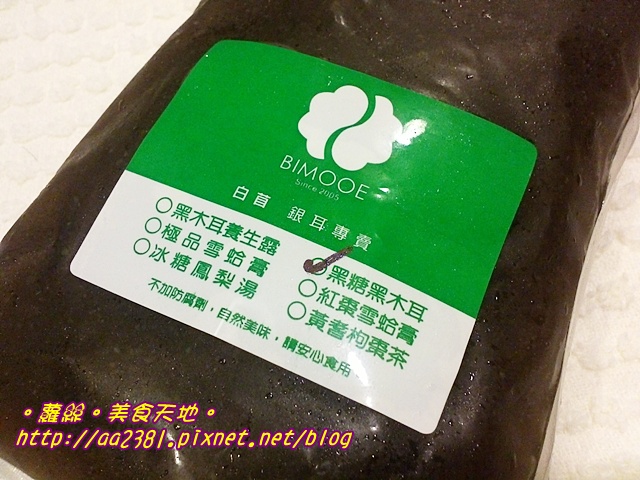 BIMOOE
Since 2005
白苜 銀耳專賣
○黑木耳養生露
○極品雪蛤膏
○冰糖鳳梨湯
○黑糖黑木耳
○紅棗雪蛤膏
○黃耆枸棗茶
不加防腐劑，自然美味，請安心食用
。蘿絲。美食天地。
http://aa2381.pixnet.net/blog